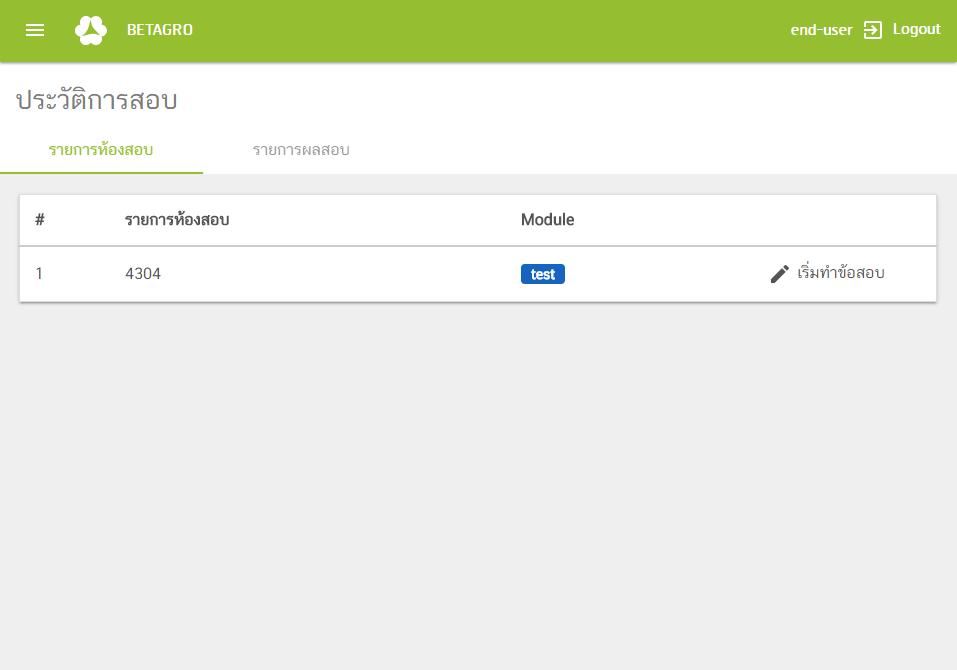 BETAGRO
end-user Logout
ประวัติการสอบ
รายการห้องสอบ รายการผลสอบ
# รายการห้องสอบ Module
1 4304 test เริ่มทำข้อสอบ